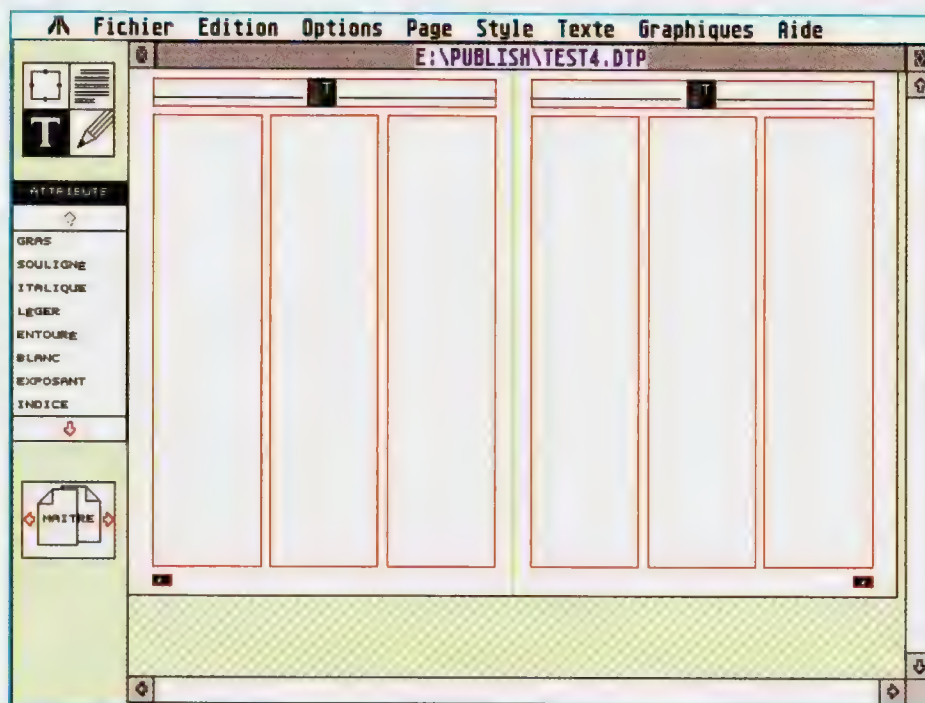 Fichier Edition Options Page Style Texte Graphiques Aide
E:\PUBLISH\TEST4.DTP
T
T
T
ATTRIBUTE
GRAS
SOULIGNE
ITALIQUE
LEGER
ENTOURE
BLANC
EXPOSANT
INDICE
MAITRE